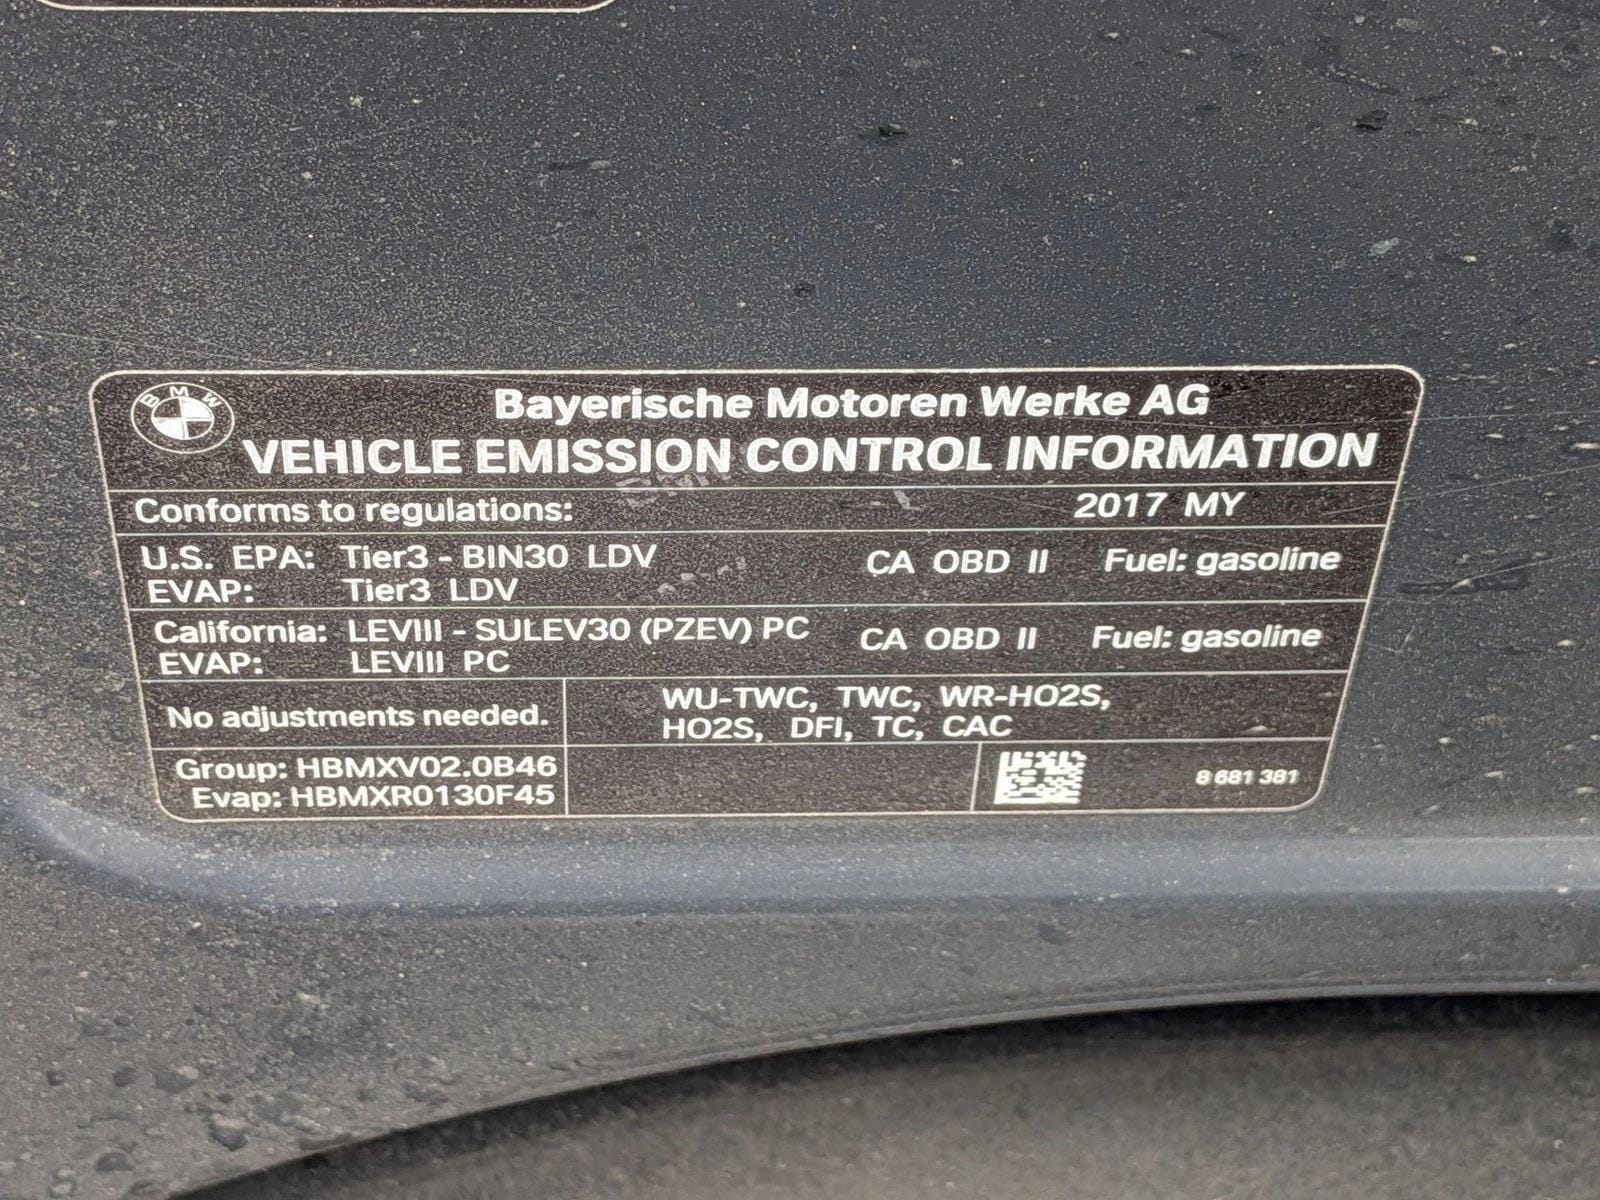 BMW
Bayerische Motoren Werke AG
VEHICLE EMISSION CONTROL INFORMATION
Conforms to regulations: 2017 MY
U.S. EPA: Tier3 - BIN30 LDV CA OBD II Fuel: gasoline
EVAP: Tier3 LDV
California: LEVIII - SULEV30 (PZEV) PC CA OBD II Fuel: gasoline
EVAP: LEVIII PC
No adjustments needed.
WU-TWC, TWC, WR-HO2S,
HO2S, DFI, TC, CAC
Group: HBMXV02.0B46
Evap: HBMXR0130F45
8 681 381